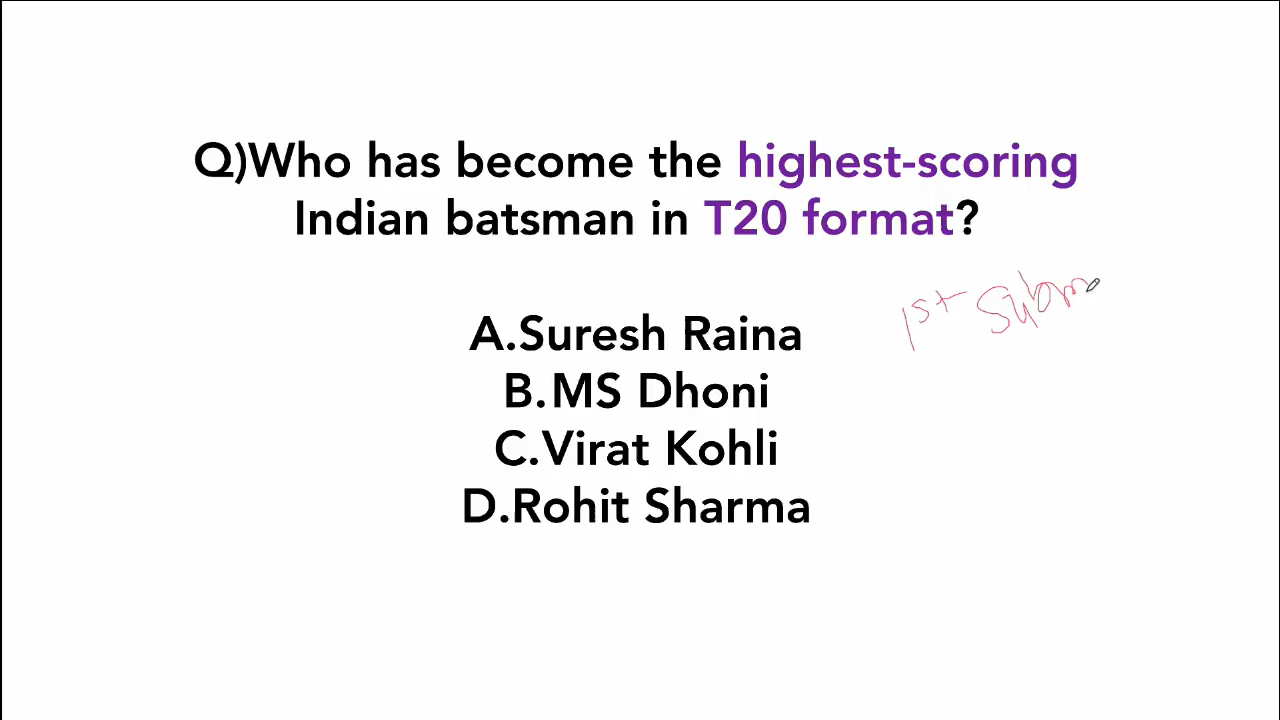 Q)Who has become the highest-scoring
Indian batsman in T20 format?
1st Subm
A.Suresh Raina
B.MS Dhoni
C.Virat Kohli
D.Rohit Sharma